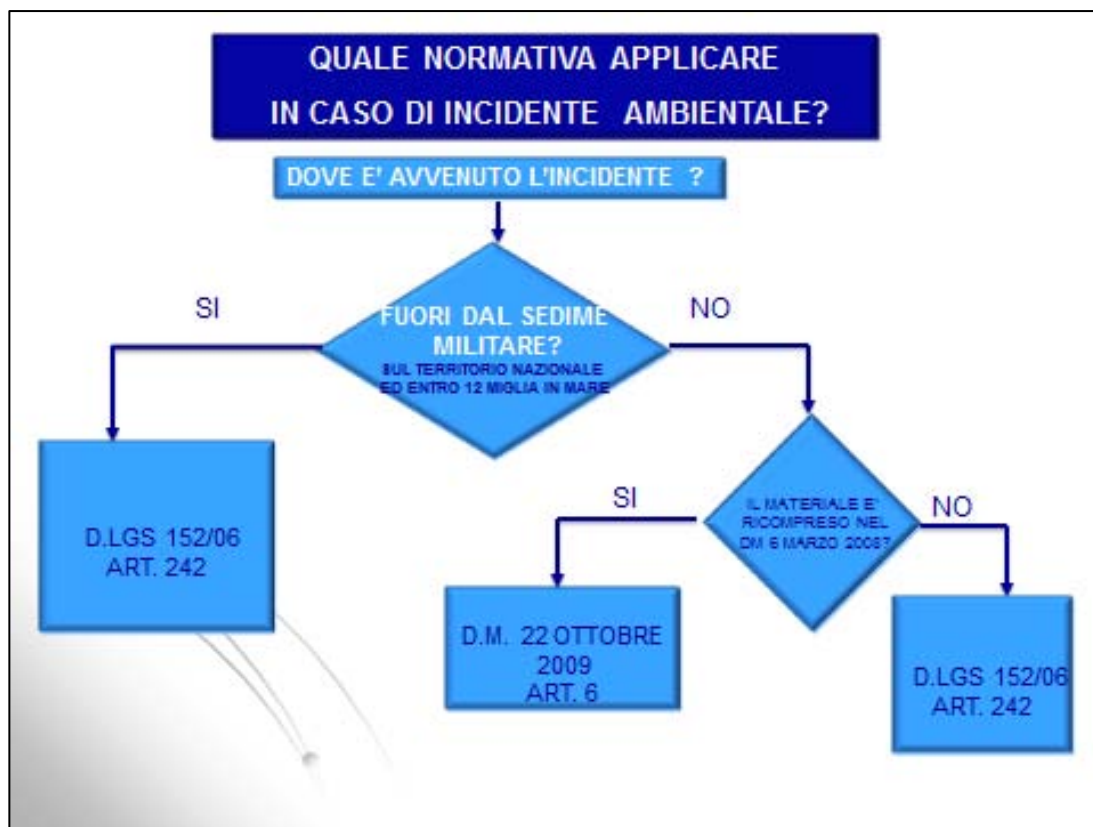 QUALE NORMATIVA APPLICARE
IN CASO DI INCIDENTE AMBIENTALE?
DOVE E' AVVENUTO L'INCIDENTE ?
SI
NO
FUORI DAL SEDIME
MILITARE?
SUL TERRITORIO NAZIONALE
ED ENTRO 12 MIGLIA IN MARE
D.LGS 152/06
ART. 242
SI
NO
IL MATERIALE E'
RICOMPRESO NEL
DM 6 MARZO 2008?
D.M. 22 OTTOBRE
2009
ART. 6
D.LGS 152/06
ART. 242